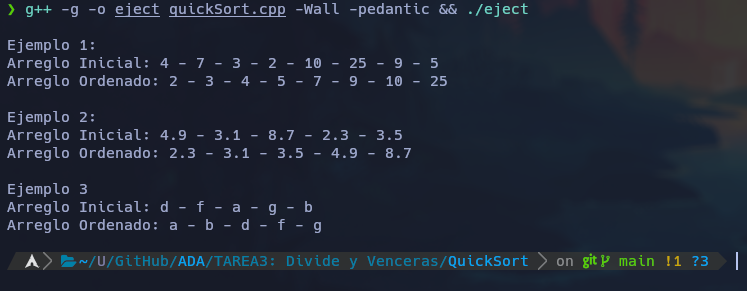 ❯ g++ -g -o eject quickSort.cpp -Wall -pedantic && ./eject
Ejemplo 1:
Arreglo Inicial: 4 - 7 - 3 - 2 - 10 - 25 - 9 - 5
Arreglo Ordenado: 2 - 3 - 4 - 5 - 7 - 9 - 10 - 25
Ejemplo 2:
Arreglo Inicial: 4.9 - 3.1 - 8.7 - 2.3 - 3.5
Arreglo Ordenado: 2.3 - 3.1 - 3.5 - 4.9 - 8.7
Ejemplo 3
Arreglo Inicial: d - f - a - g - b
Arreglo Ordenado: a - b - d - f - g
~/U/GitHub/ADA/TAREA3: Divide y Venceras/QuickSort on git main !1 ?3